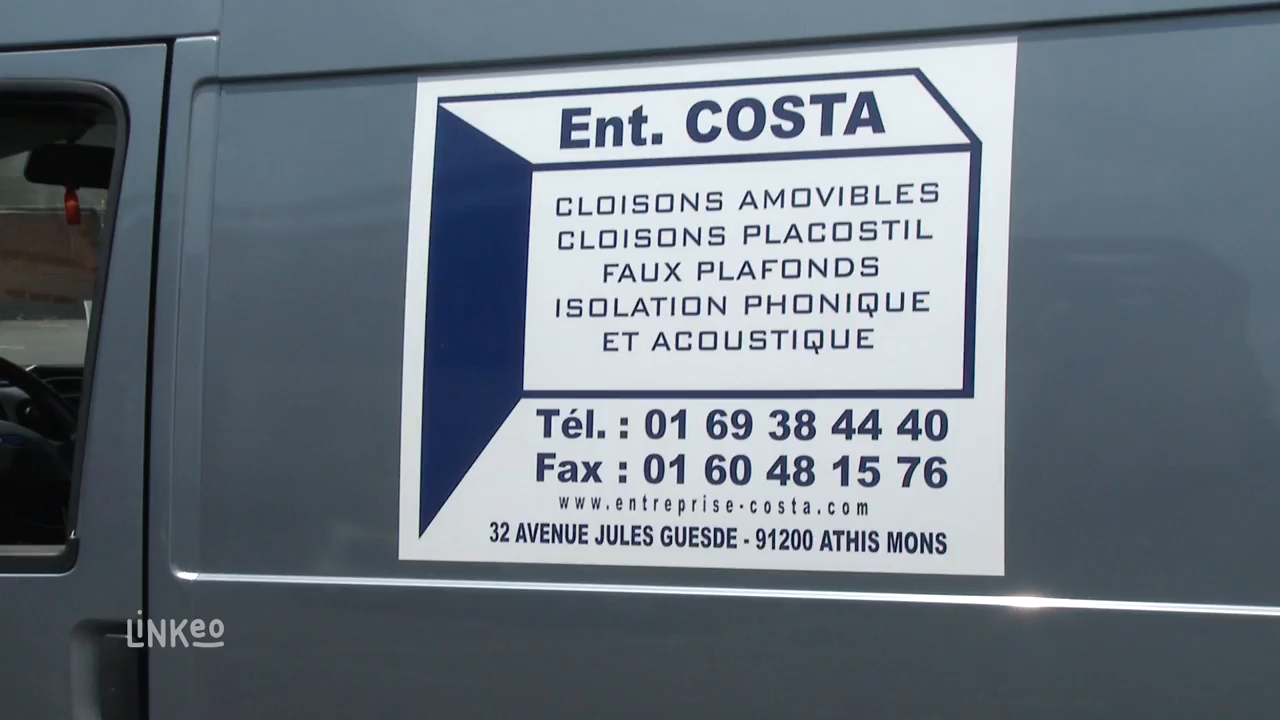 Ent. COSTA
CLOISONS AMOVIBLES
CLOISONS PLACOSTIL
FAUX PLAFONDS
ISOLATION PHONIQUE
ET ACOUSTIQUE
Tél. : 01 69 38 44 40
Fax : 01 60 48 15 76
www.entreprise-costa.com
32 AVENUE JULES GUESDE - 91200 ATHIS MONS
LiNKeo